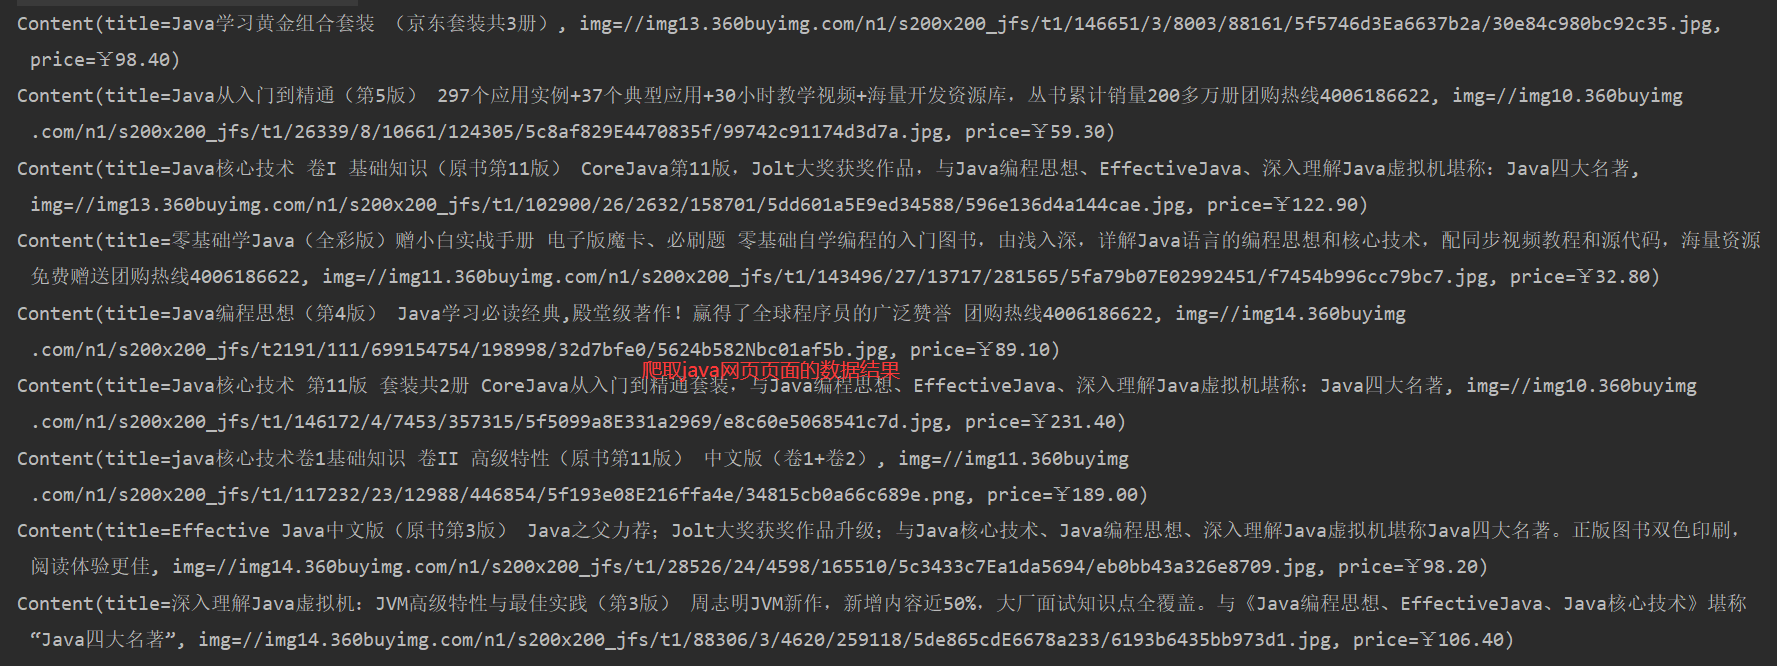 Content(title=Java学习黄金组合套装 （京东套装共3册）, img=//img13.360buyimg.com/n1/s200x200_jfs/t1/146651/3/8003/88161/5f5746d3Ea6637b2a/30e84c980bc92c35.jpg,
price=￥98.40)
Content(title=Java从入门到精通（第5版） 297个应用实例+37个典型应用+30小时教学视频+海量开发资源库，丛书累计销量200多万册团购热线4006186622, img=//img10.360buyimg
.com/n1/s200x200_jfs/t1/26339/8/10661/124305/5c8af829E4470835f/99742c91174d3d7a.jpg, price=￥59.30)
Content(title=Java核心技术 卷I 基础知识（原书第11版） CoreJava第11版，Jolt大奖获奖作品，与Java编程思想、EffectiveJava、深入理解Java虚拟机堪称：Java四大名著,
img=//img13.360buyimg.com/n1/s200x200_jfs/t1/102900/26/2632/158701/5dd601a5E9ed34588/596e136d4a144cae.jpg, price=￥122.90)
Content(title=零基础学Java（全彩版）赠小白实战手册 电子版魔卡、必刷题 零基础自学编程的入门图书，由浅入深，详解Java语言的编程思想和核心技术，配同步视频教程和源代码，海量资源
免费赠送团购热线4006186622, img=//img11.360buyimg.com/n1/s200x200_jfs/t1/143496/27/13717/281565/5fa79b07E02992451/f7454b996cc79bc7.jpg, price=￥32.80)
Content(title=Java编程思想（第4版） Java学习必读经典,殿堂级著作！赢得了全球程序员的广泛赞誉 团购热线4006186622, img=//img14.360buyimg
.com/n1/s200x200_jfs/t2191/111/699154754/198998/32d7bfe0/5624b582Nbc01af5b.jpg, price=￥89.10)
爬取java网页页面的数据结果
Content(title=Java核心技术 第11版 套装共2册 CoreJava从入门到精通套装，与Java编程思想、EffectiveJava、深入理解Java虚拟机堪称：Java四大名著, img=//img10.360buyimg
.com/n1/s200x200_jfs/t1/146172/4/7453/357315/5f5099a8E331a2969/e8c60e5068541c7d.jpg, price=￥231.40)
Content(title=java核心技术卷1基础知识 卷II 高级特性（原书第11版） 中文版（卷1+卷2）, img=//img11.360buyimg
.com/n1/s200x200_jfs/t1/117232/23/12988/446854/5f193e08E216ffa4e/34815cb0a66c689e.png, price=￥189.00)
Content(title=Effective Java中文版（原书第3版） Java之父力荐；Jolt大奖获奖作品升级；与Java核心技术、Java编程思想、深入理解Java虚拟机堪称Java四大名著。正版图书双色印刷，
阅读体验更佳, img=//img14.360buyimg.com/n1/s200x200_jfs/t1/28526/24/4598/165510/5c3433c7Ea1da5694/eb0bb43a326e8709.jpg, price=￥98.20)
Content(title=深入理解Java虚拟机：JVM高级特性与最佳实践（第3版） 周志明JVM新作，新增内容近50%，大厂面试知识点全覆盖。与《Java编程思想、EffectiveJava、Java核心技术》堪称
“Java四大名著”, img=//img14.360buyimg.com/n1/s200x200_jfs/t1/88306/3/4620/259118/5de865cdE6678a233/6193b6435bb973d1.jpg, price=￥106.40)